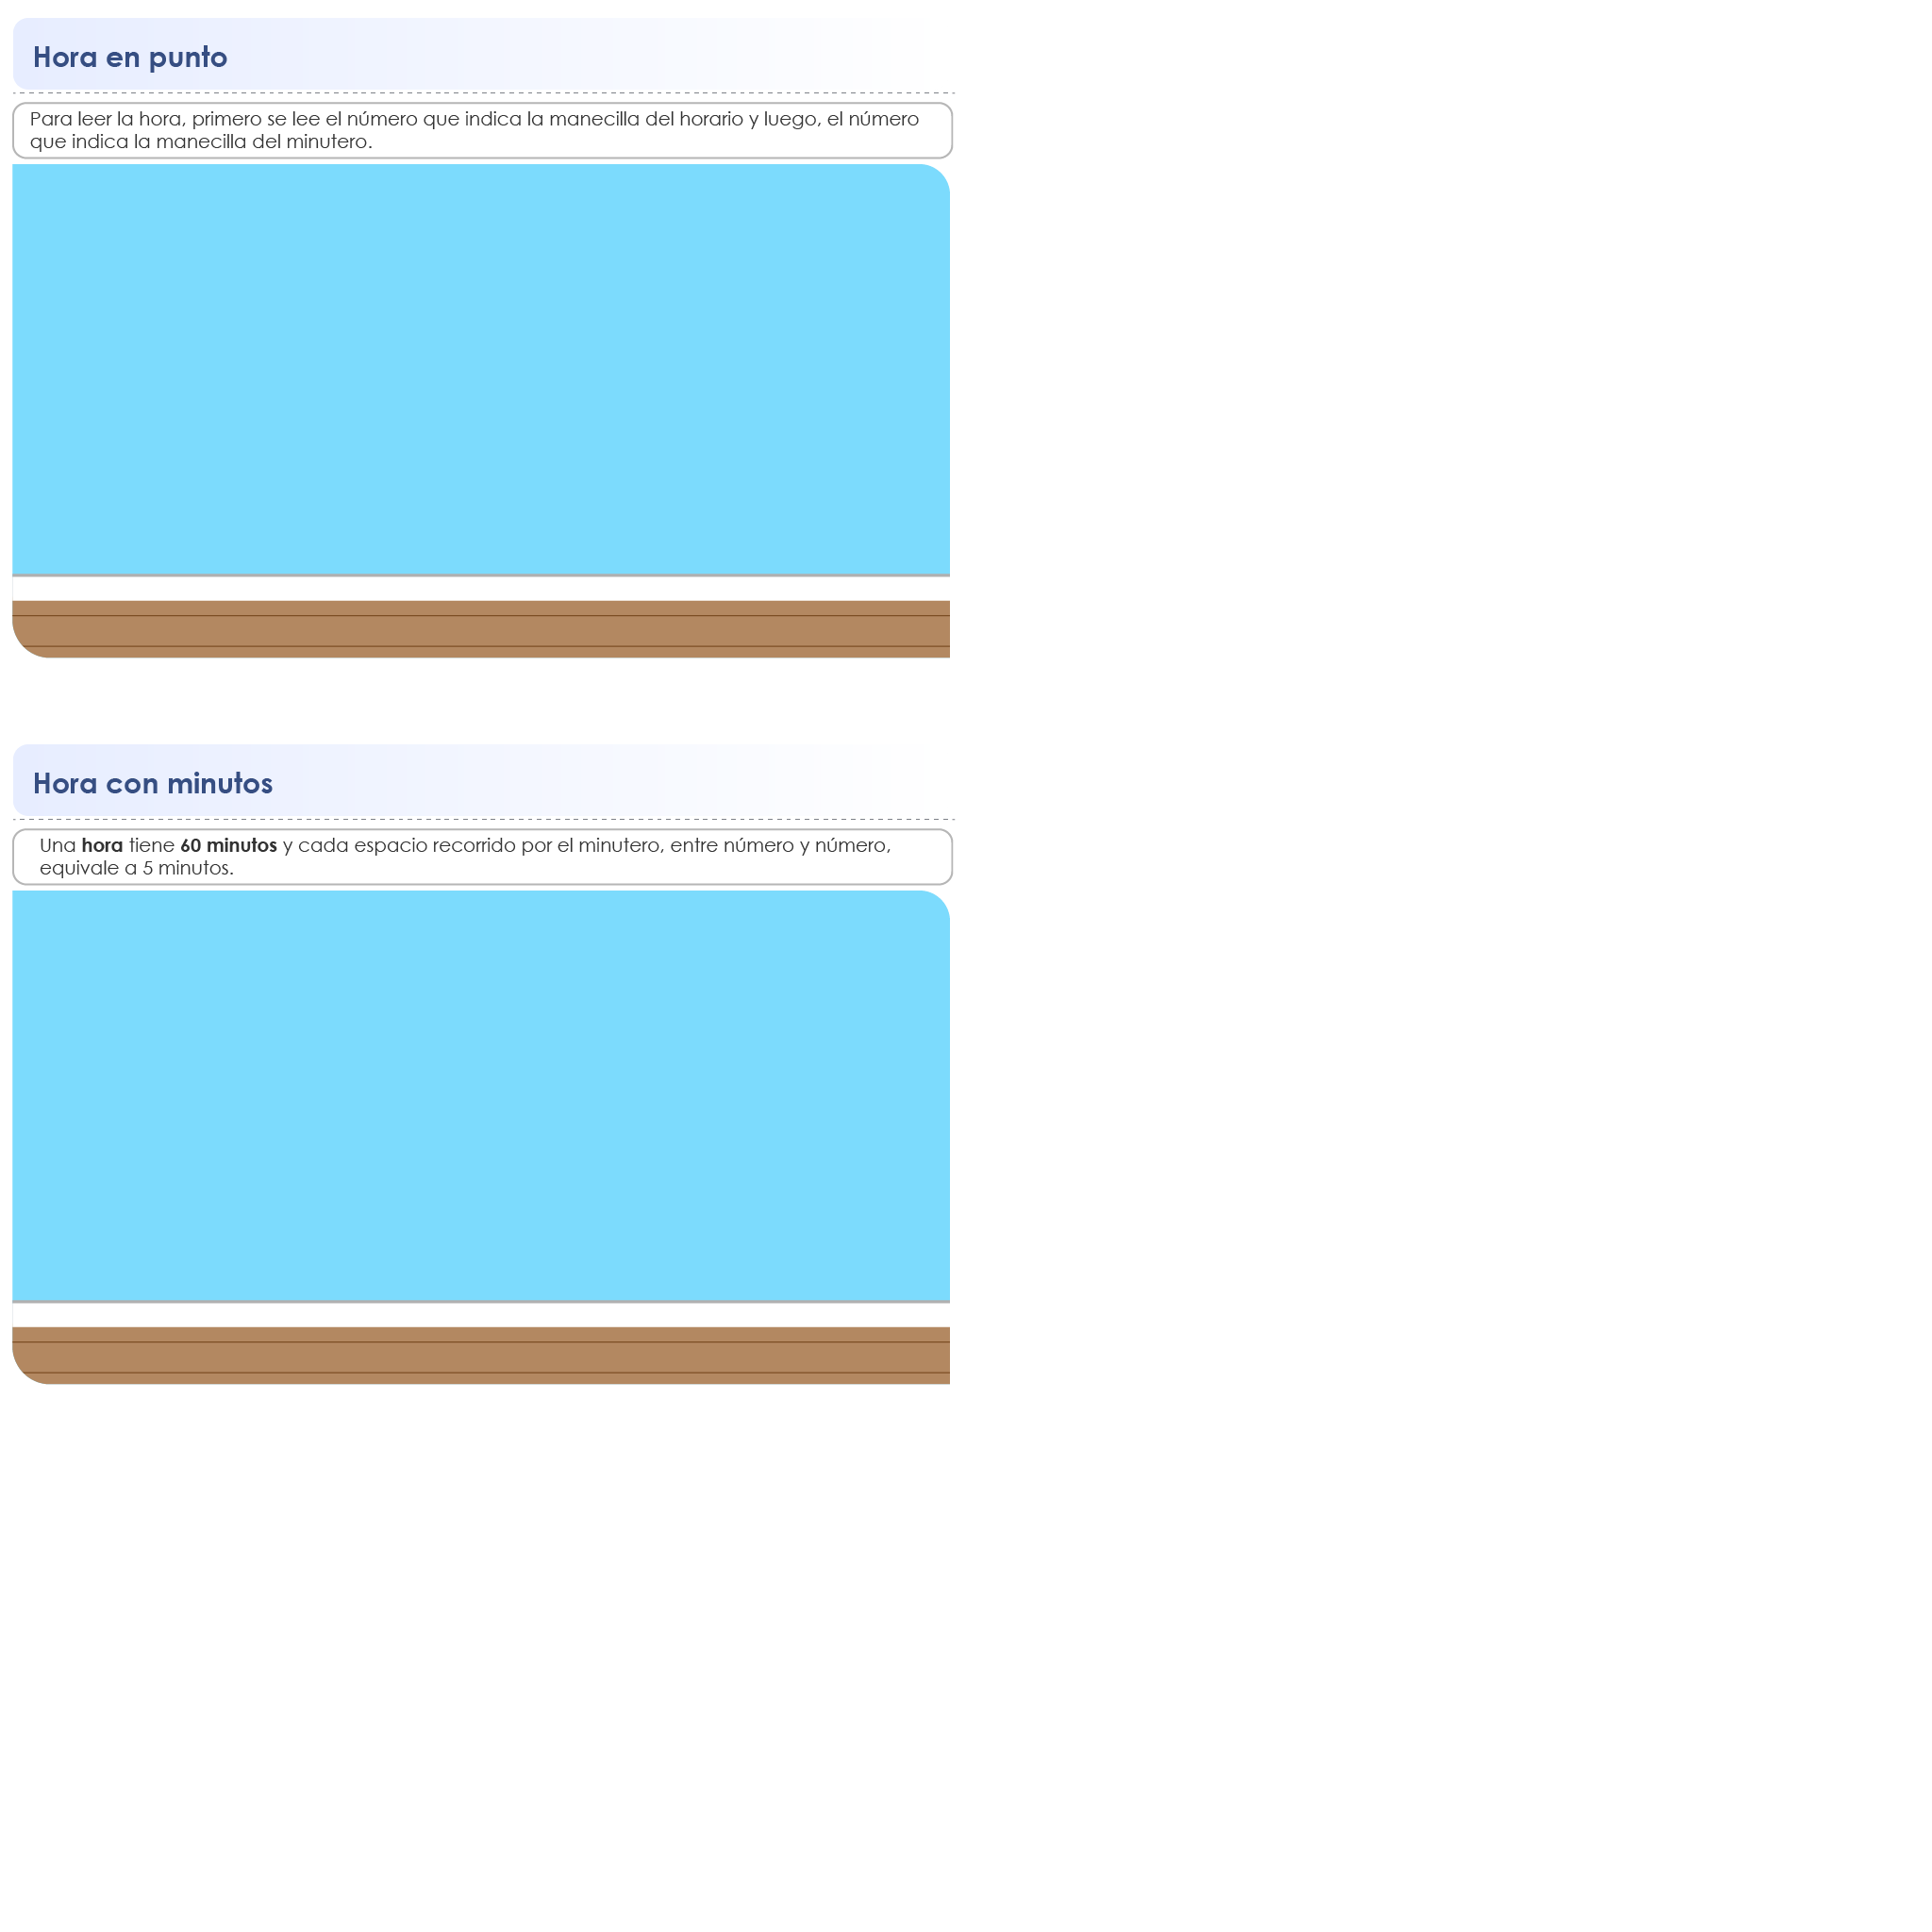 Hora en punto
Para leer la hora, primero se lee el número que indica la manecilla del horario y luego, el número
que indica la manecilla del minutero.
Hora con minutos
Una hora tiene 60 minutos y cada espacio recorrido por el minutero, entre número y número,
equivale a 5 minutos.